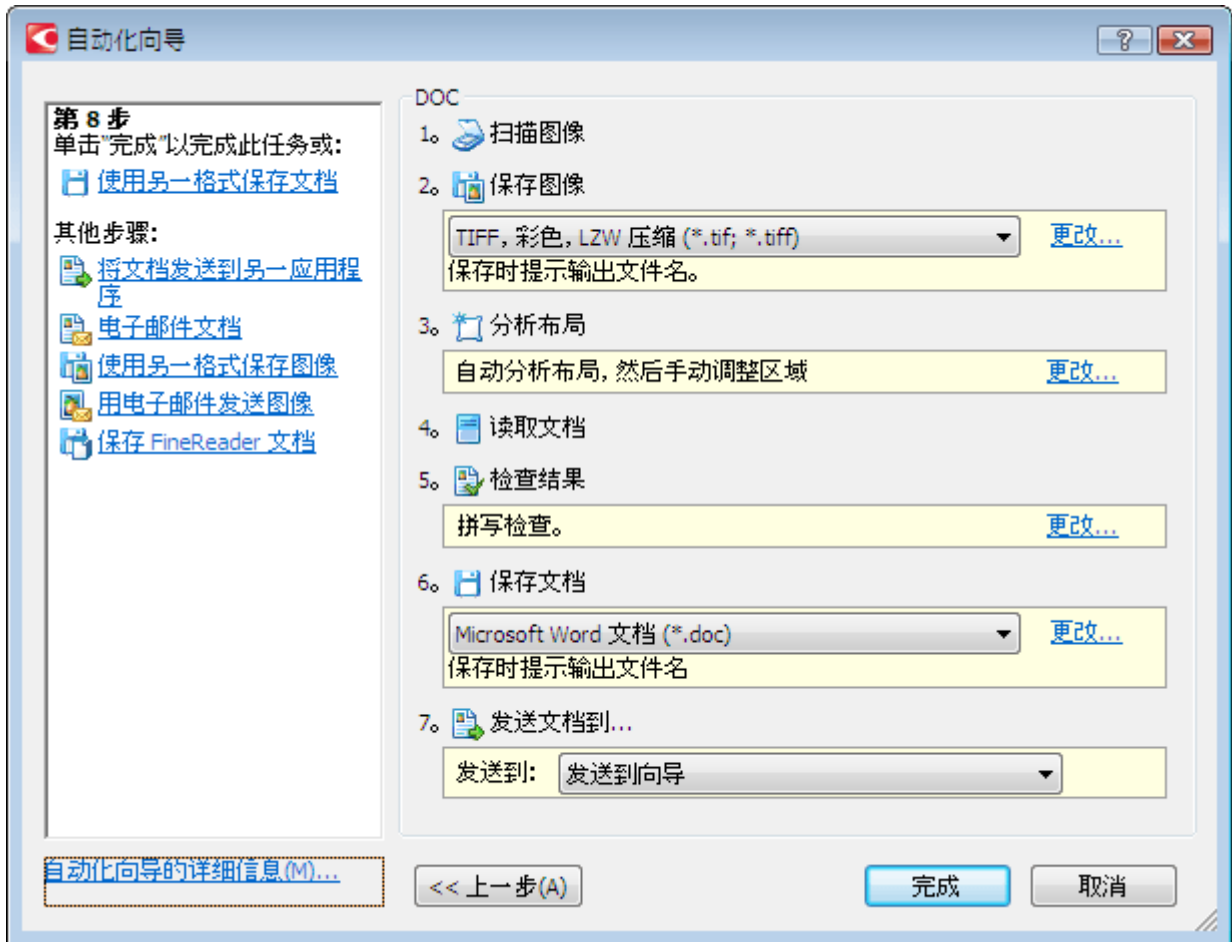 自动化向导
第 8 步
单击"完成"以完成此任务或:
使用另一格式保存文档
其他步骤:
将文档发送到另一应用程
序
电子邮件文档
使用另一格式保存图像
用电子邮件发送图像
保存 FineReader 文档
自动化向导的详细信息(M)...
DOC
1。 扫描图像
2。 保存图像
TIFF, 彩色, LZW 压缩 (*.tif; *.tiff) 更改...
保存时提示输出文件名。
3。 分析布局
自动分析布局, 然后手动调整区域 更改...
4。 读取文档
5。 检查结果
拼写检查。 更改...
6。 保存文档
Microsoft Word 文档 (*.doc) 更改...
保存时提示输出文件名
7。 发送文档到...
发送到: 发送到向导
<< 上一步(A) 完成 取消